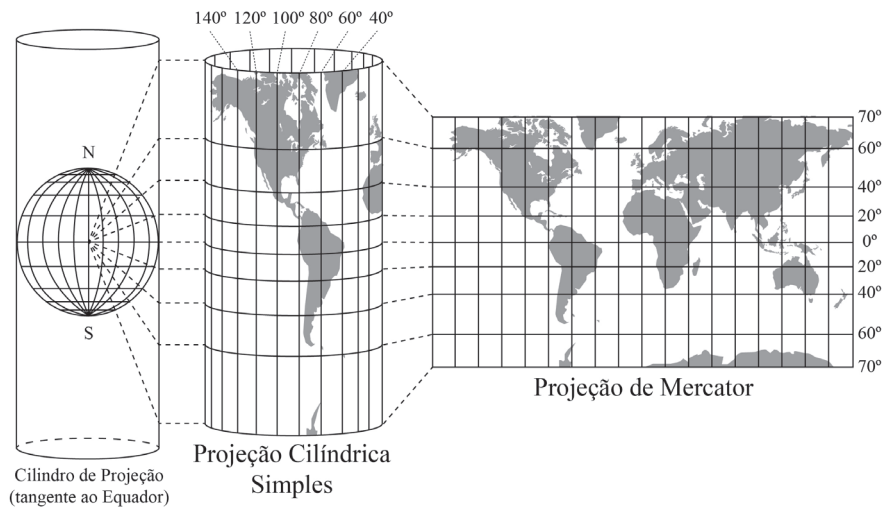 140º 120º 100º 80º 60º 40º
N
S
Cilindro de Projeção
(tangente ao Equador)
Projeção Cilíndrica
Simples
70º
60º
40º
20º
0º
20º
40º
60º
70º
Projeção de Mercator